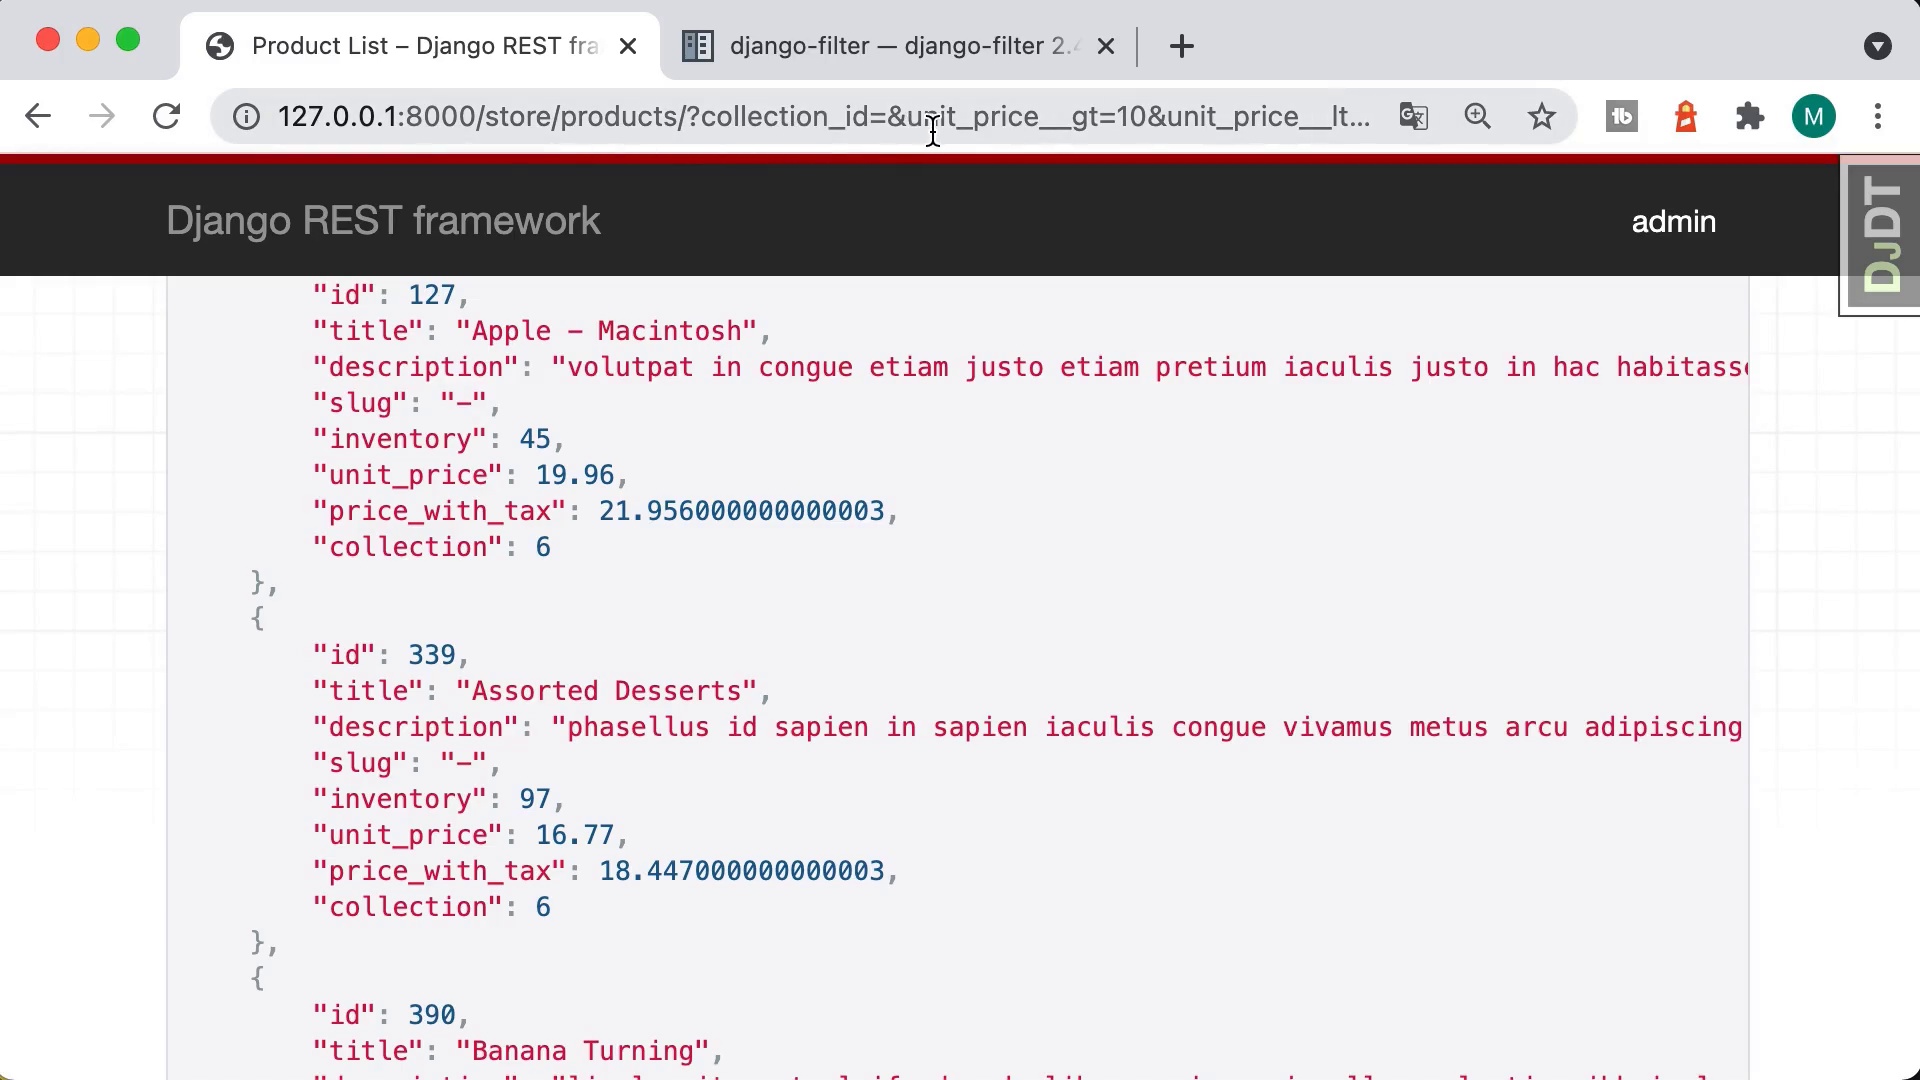 Product List – Django REST fra
django-filter — django-filter 2.4
127.0.0.1:8000/store/products/?collection_id=&unit_price__gt=10&unit_price__lt...
tb
M
Django REST framework
admin
DJDT
"id": 127,
"title": "Apple – Macintosh",
"description": "volutpat in congue etiam justo etiam pretium iaculis justo in hac habitasse
"slug": "-",
"inventory": 45,
"unit_price": 19.96,
"price_with_tax": 21.956000000000003,
"collection": 6
},
{
"id": 339,
"title": "Assorted Desserts",
"description": "phasellus id sapien in sapien iaculis congue vivamus metus arcu adipiscing
"slug": "-",
"inventory": 97,
"unit_price": 16.77,
"price_with_tax": 18.447000000000003,
"collection": 6
},
{
"id": 390,
"title": "Banana Turning",